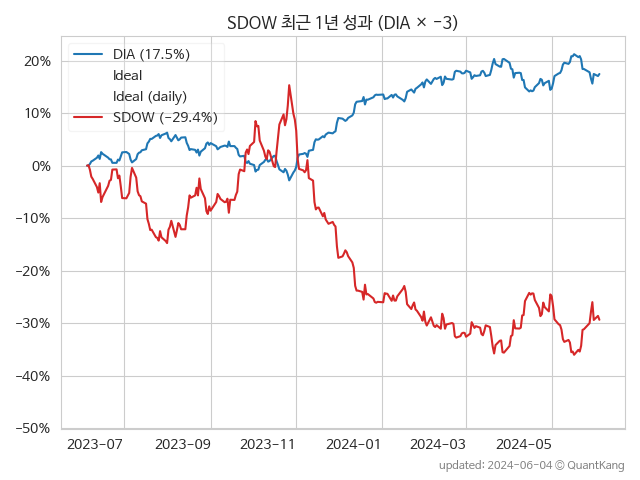 SDOW 최근 1년 성과 (DIA × −3)
DIA (17.5%)
Ideal
Ideal (daily)
SDOW (−29.4%)
20%
10%
0%
−10%
−20%
−30%
−40%
−50%
2023-07 2023-09 2023-11 2024-01 2024-03 2024-05
updated: 2024-06-04 © QuantKang